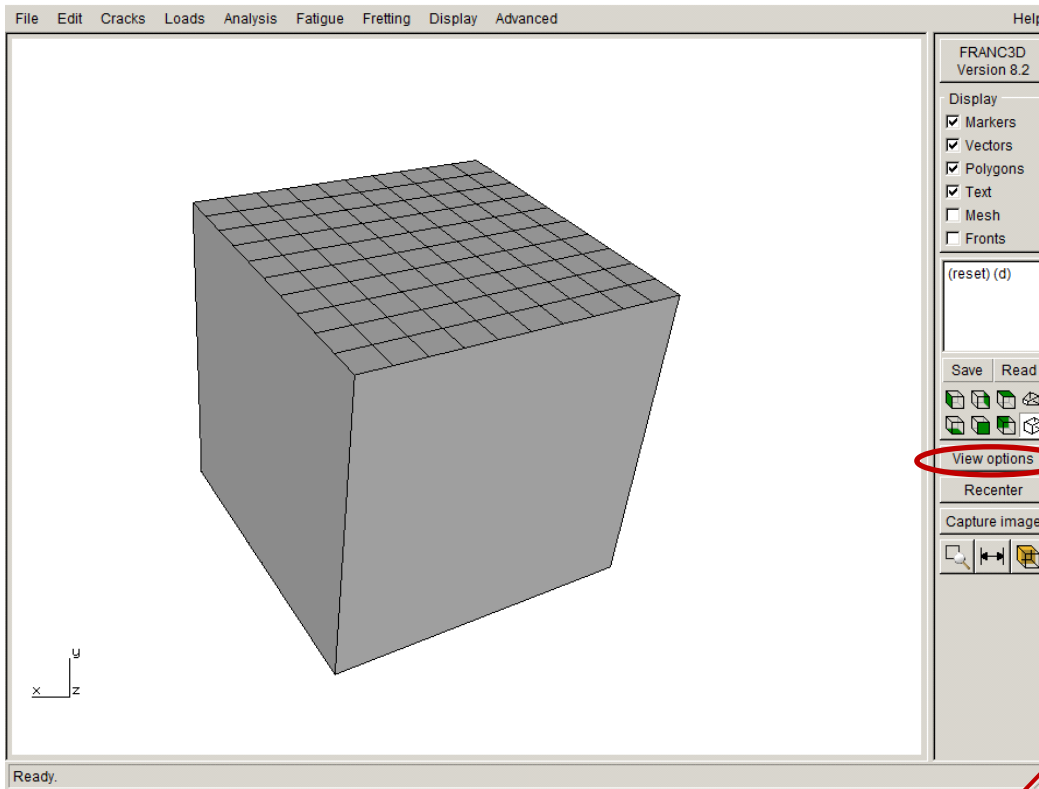 File Edit Cracks Loads Analysis Fatigue Fretting Display Advanced Help
FRANC3D
Version 8.2
Display
Markers
Vectors
Polygons
Text
Mesh
Fronts
(reset) (d)
Save Read
View options
Recenter
Capture image
y
x z
Ready.